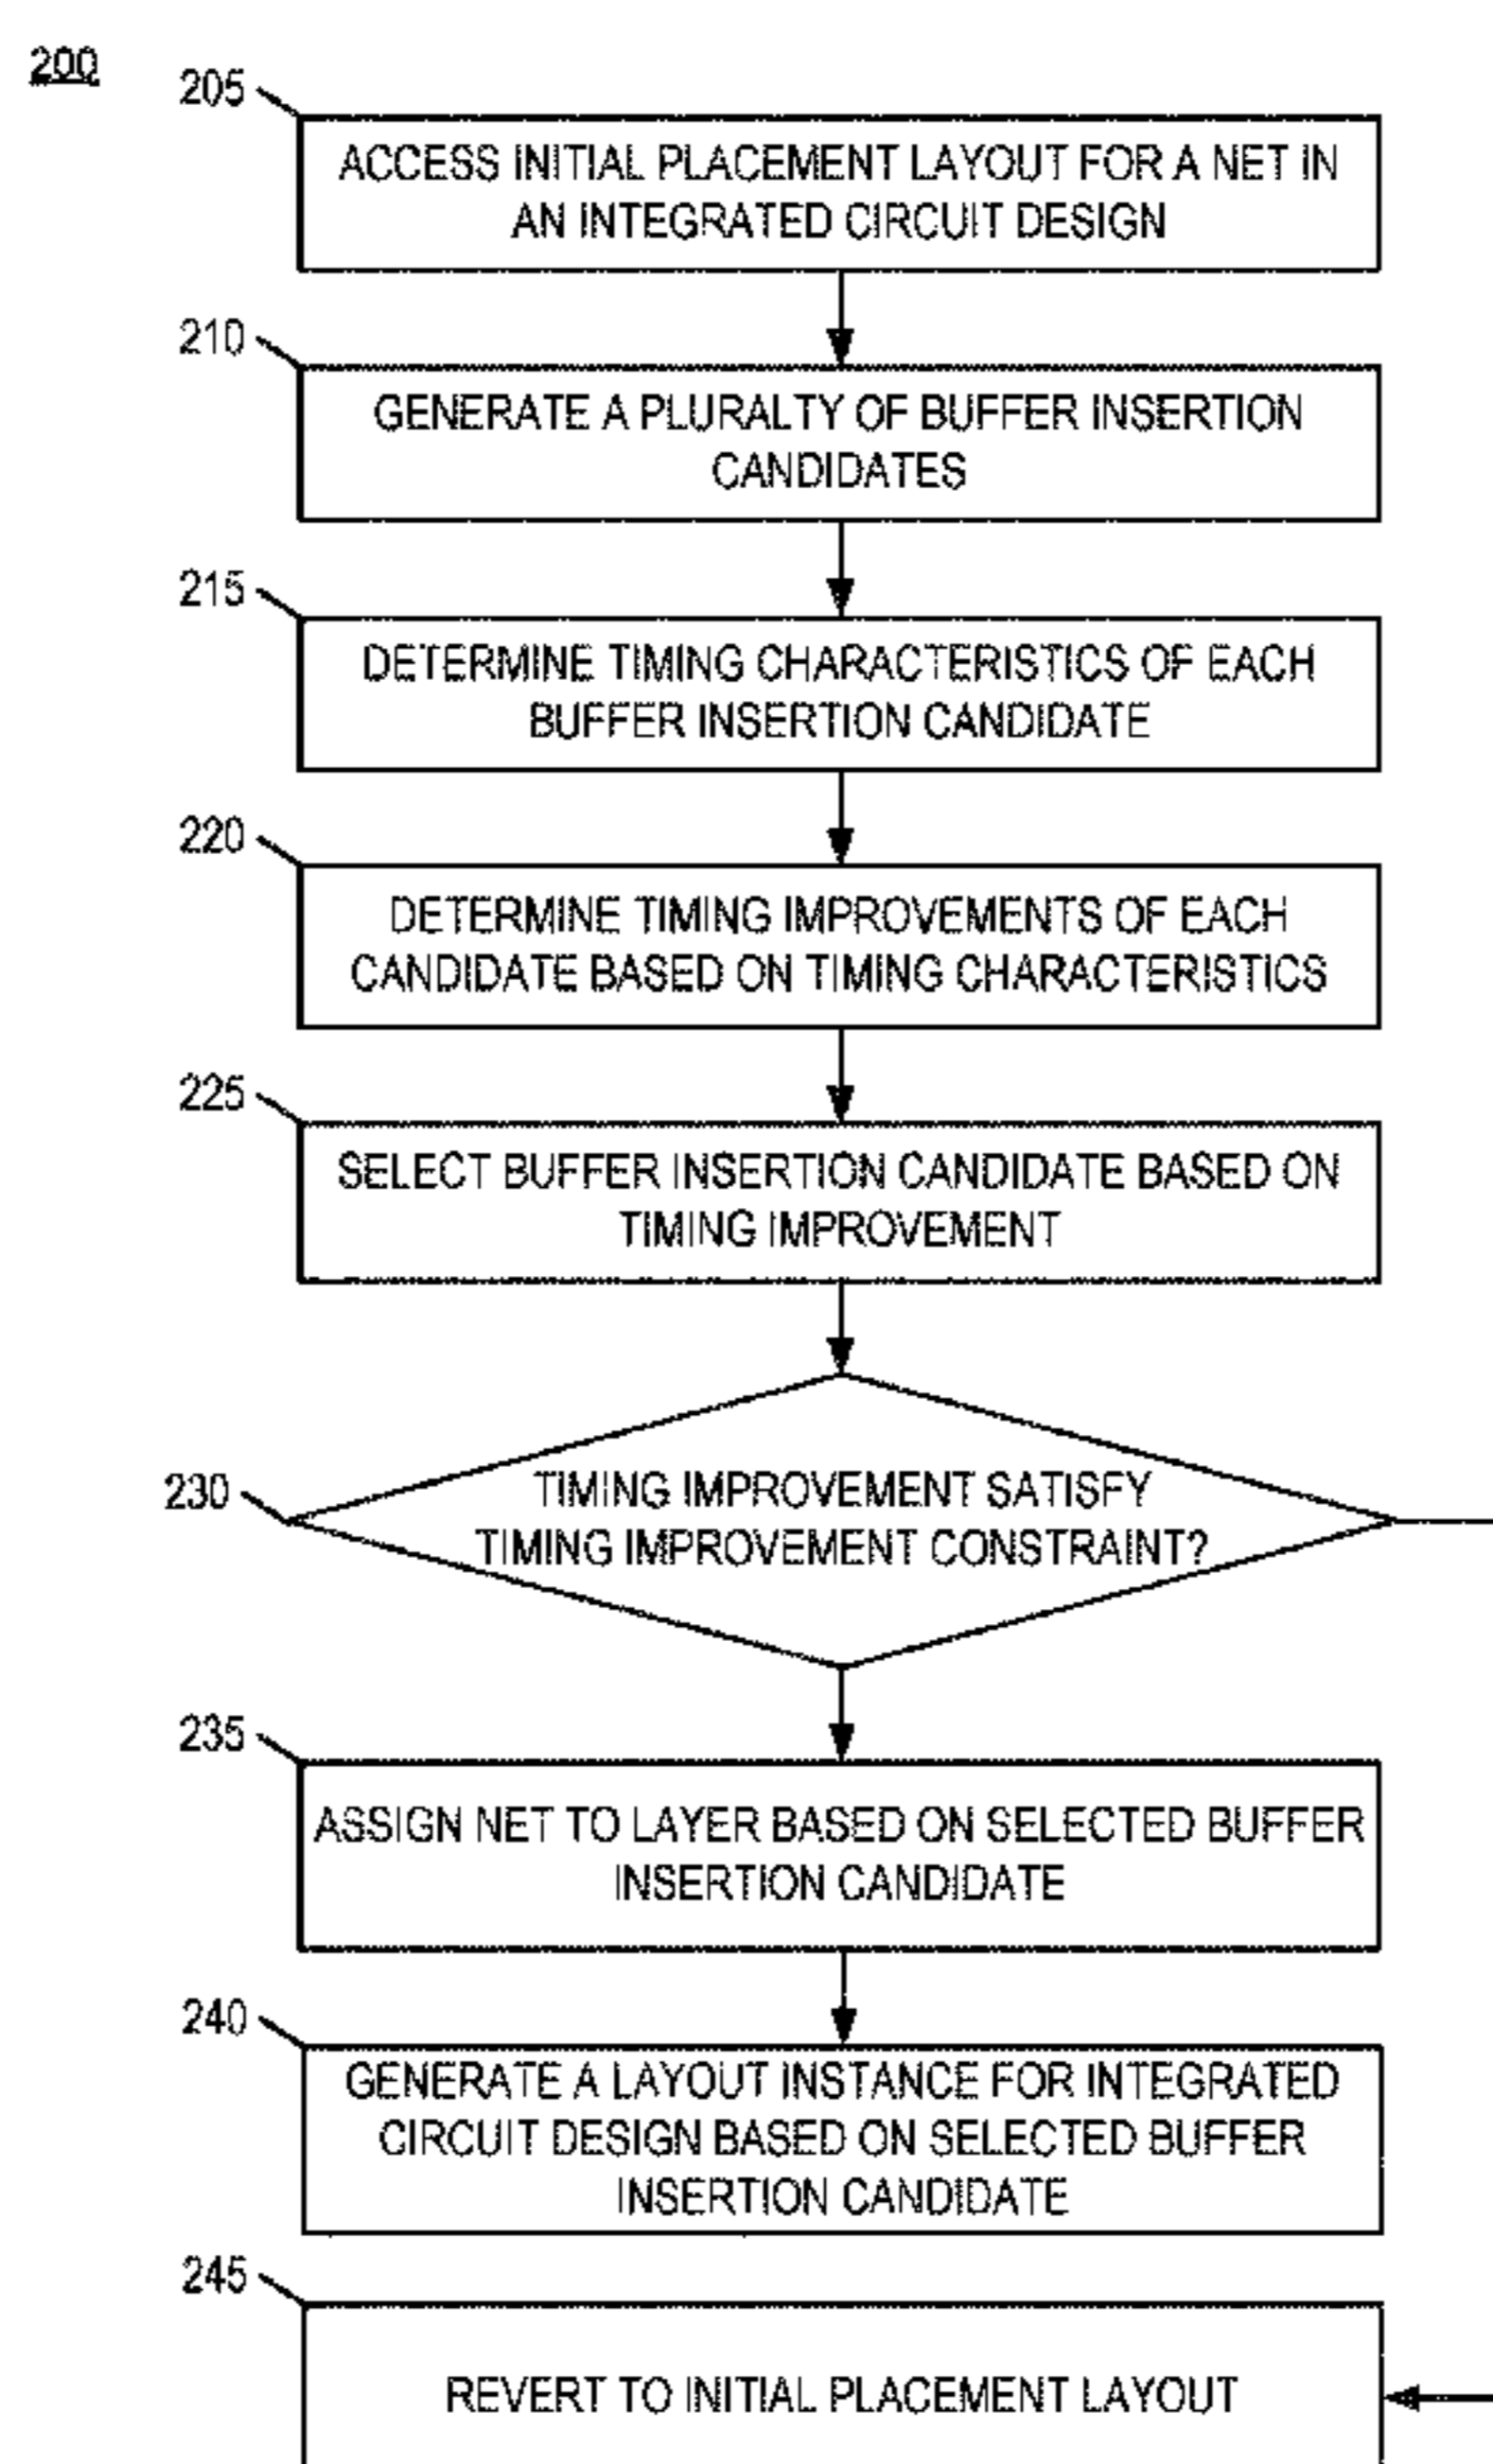 200
205
ACCESS INITIAL PLACEMENT LAYOUT FOR A NET IN
AN INTEGRATED CIRCUIT DESIGN
210
GENERATE A PLURALTY OF BUFFER INSERTION
CANDIDATES
215
DETERMINE TIMING CHARACTERISTICS OF EACH
BUFFER INSERTION CANDIDATE
220
DETERMINE TIMING IMPROVEMENTS OF EACH
CANDIDATE BASED ON TIMING CHARACTERISTICS
225
SELECT BUFFER INSERTION CANDIDATE BASED ON
TIMING IMPROVEMENT
230
TIMING IMPROVEMENT SATISFY
TIMING IMPROVEMENT CONSTRAINT?
235
ASSIGN NET TO LAYER BASED ON SELECTED BUFFER
INSERTION CANDIDATE
240
GENERATE A LAYOUT INSTANCE FOR INTEGRATED
CIRCUIT DESIGN BASED ON SELECTED BUFFER
INSERTION CANDIDATE
245
REVERT TO INITIAL PLACEMENT LAYOUT